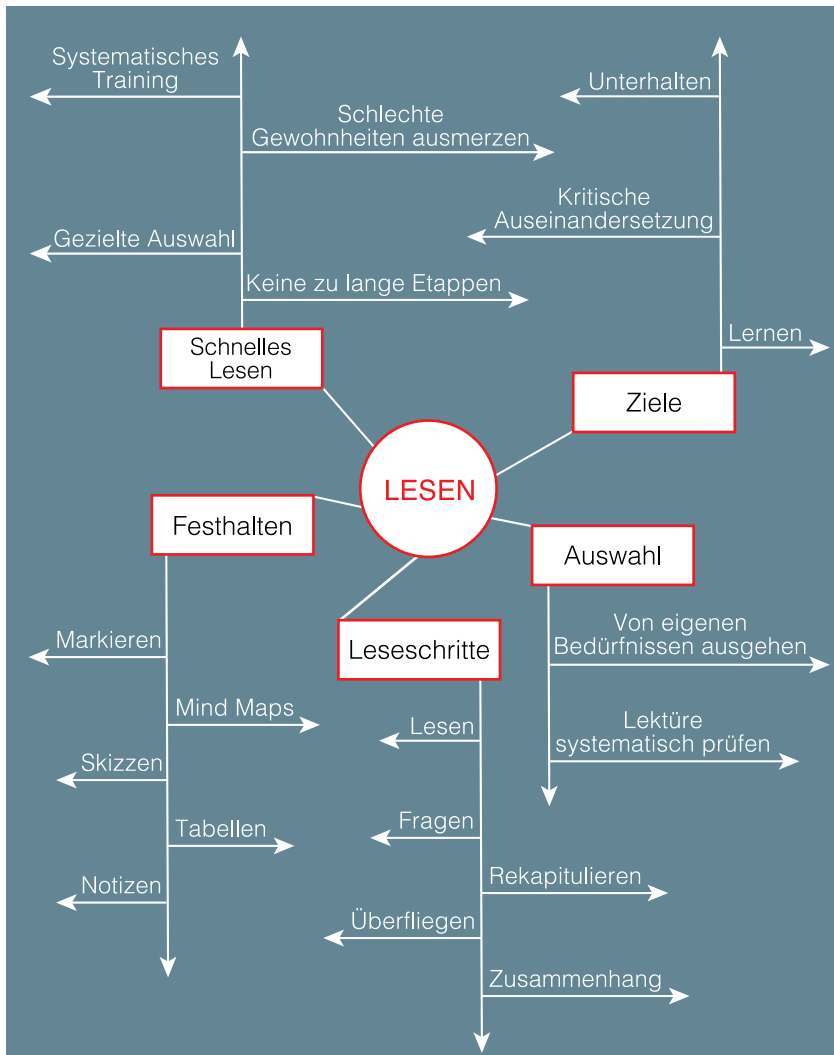 Systematisches
Training
Schlechte
Gewohnheiten ausmerzen
Gezielte Auswahl
Keine zu lange Etappen
Schnelles
Lesen
Unterhalten
Kritische
Auseinandersetzung
Lernen
Ziele
LESEN
Festhalten
Markieren
Mind Maps
Skizzen
Tabellen
Notizen
Leseschritte
Lesen
Fragen
Rekapitulieren
Überfliegen
Zusammenhang
Auswahl
Von eigenen
Bedürfnissen ausgehen
Lektüre
systematisch prüfen